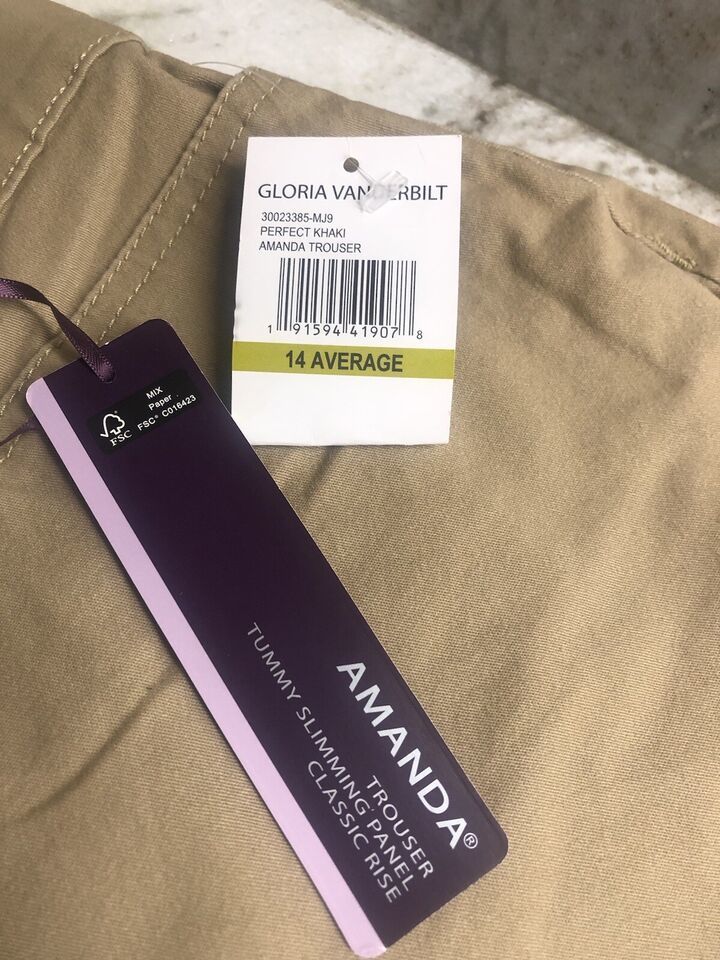 GLORIA VANDERBILT
30023385-MJ9
PERFECT KHAKI
AMANDA TROUSER
1 91594 41907 8
14 AVERAGE
FSC
MIX
Paper
FSC® C016423
AMANDA®
TROUSER
TUMMY SLIMMING PANEL
CLASSIC RISE